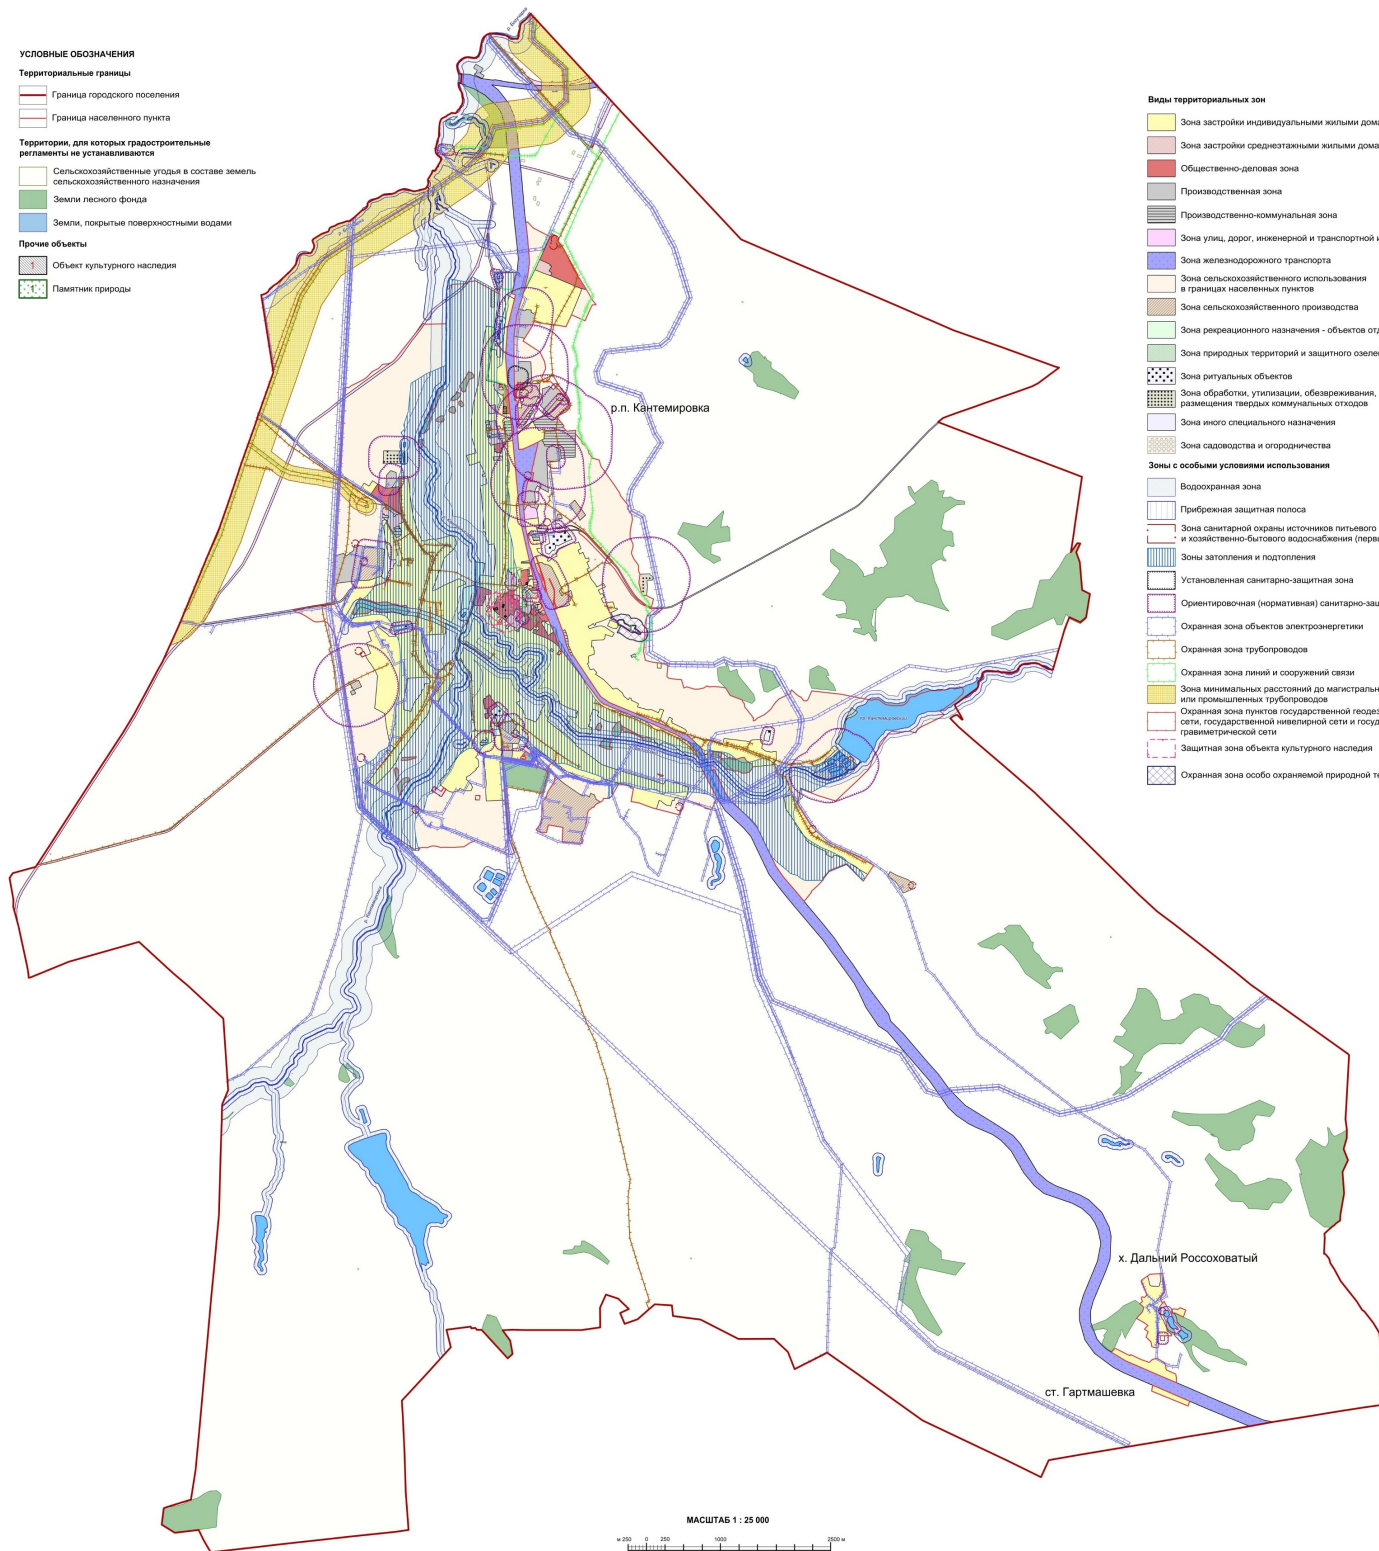 УСЛОВНЫЕ ОБОЗНАЧЕНИЯ
Территориальные границы
Граница городского поселения
Граница населенного пункта
Территории, для которых градостроительные
регламенты не устанавливаются
Сельскохозяйственные угодья в составе земель
сельскохозяйственного назначения
Земли лесного фонда
Земли, покрытые поверхностными водами
Прочие объекты
1 Объект культурного наследия
1 Памятник природы
Виды территориальных зон
Зона застройки индивидуальными жилыми дома
Зона застройки среднеэтажными жилыми дома
Общественно-деловая зона
Производственная зона
Производственно-коммунальная зона
Зона улиц, дорог, инженерной и транспортной и
Зона железнодорожного транспорта
Зона сельскохозяйственного использования
в границах населенных пунктов
Зона сельскохозяйственного производства
Зона рекреационного назначения - объектов отд
Зона природных территорий и защитного озеле
Зона ритуальных объектов
Зона обработки, утилизации, обезвреживания,
размещения твердых коммунальных отходов
Зона иного специального назначения
Зона садоводства и огородничества
Зоны с особыми условиями использования
Водоохранная зона
Прибрежная защитная полоса
Зона санитарной охраны источников питьевого
и хозяйственно-бытового водоснабжения (перв
Зоны затопления и подтопления
Установленная санитарно-защитная зона
Ориентировочная (нормативная) санитарно-защ
Охранная зона объектов электроэнергетики
Охранная зона трубопроводов
Охранная зона линий и сооружений связи
Зона минимальных расстояний до магистральн
или промышленных трубопроводов
Охранная зона пунктов государственной геодез
сети, государственной нивелирной сети и госуд
гравиметрической сети
Защитная зона объекта культурного наследия
Охранная зона особо охраняемой природной те
р.п. Кантемировка
х. Дальний Россоховатый
ст. Гартмашевка
МАСШТАБ 1 : 25 000
м 250 0 250 1000 2500 м